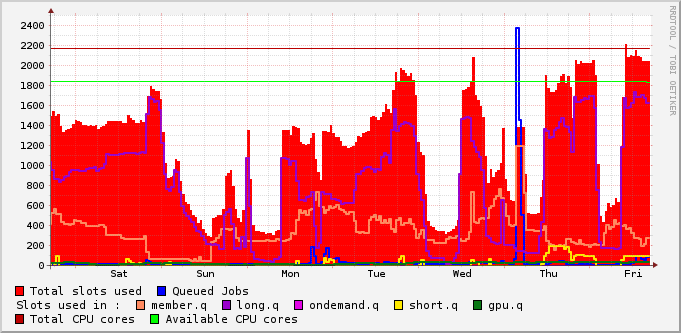 RRDTOOL / TOBI OETIKER
2400
2200
2000
1800
1600
1400
1200
1000
800
600
400
200
0
Sat Sun Mon Tue Wed Thu Fri
Total slots used Queued Jobs
Slots used in : member.q long.q ondemand.q short.q gpu.q
Total CPU cores Available CPU cores